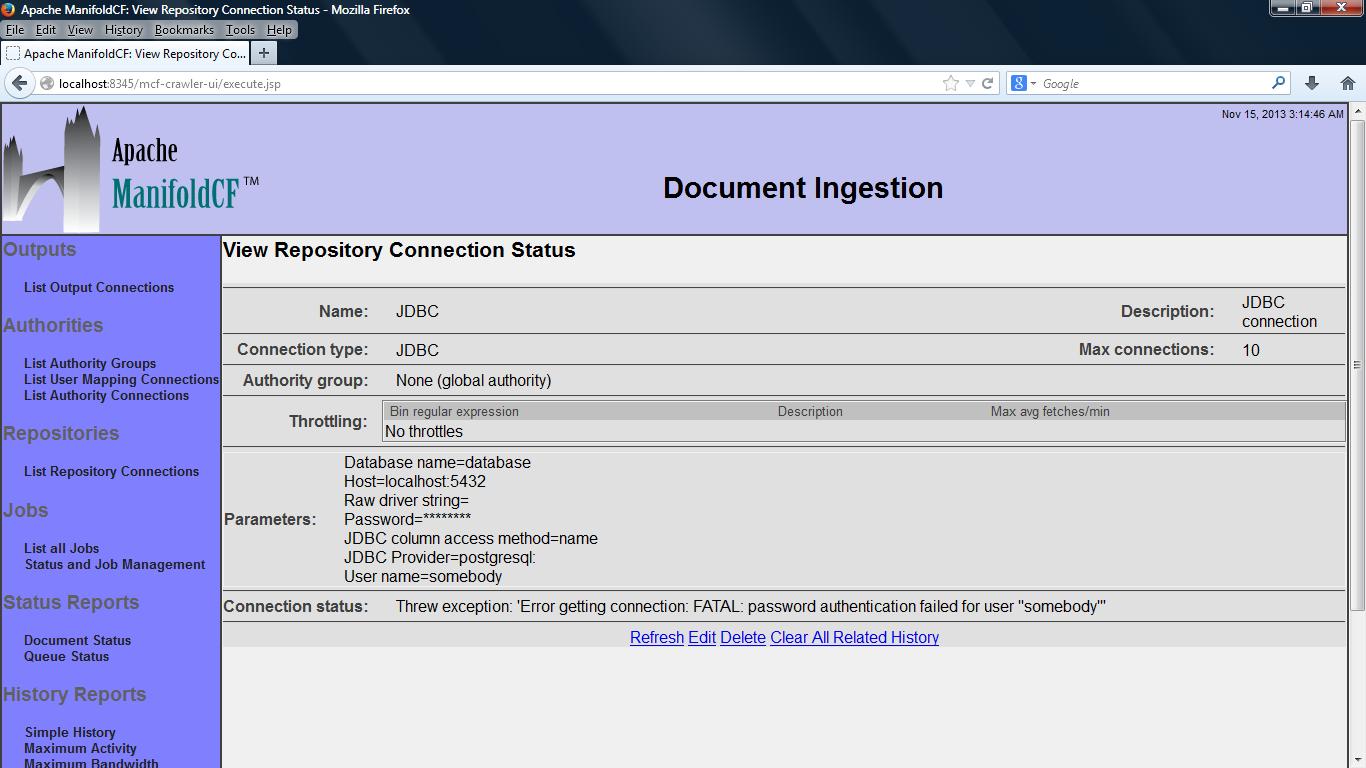 Apache ManifoldCF: View Repository Connection Status - Mozilla Firefox
File Edit View History Bookmarks Tools Help
Apache ManifoldCF: View Repository Co... +
localhost:8345/mcf-crawler-ui/execute.jsp
Google
Nov 15, 2013 3:14:46 AM
Apache
ManifoldCF™
Document Ingestion
Outputs
List Output Connections
Authorities
List Authority Groups
List User Mapping Connections
List Authority Connections
Repositories
List Repository Connections
Jobs
List all Jobs
Status and Job Management
Status Reports
Document Status
Queue Status
History Reports
Simple History
Maximum Activity
Maximum Bandwidth
View Repository Connection Status
Name: JDBC Description: JDBC
connection
Connection type: JDBC Max connections: 10
Authority group: None (global authority)
Throttling: Bin regular expression Description Max avg fetches/min
No throttles
Parameters:
Database name=database
Host=localhost:5432
Raw driver string=
Password=********
JDBC column access method=name
JDBC Provider=postgresql:
User name=somebody
Connection status: Threw exception: 'Error getting connection: FATAL: password authentication failed for user "somebody"'
Refresh Edit Delete Clear All Related History